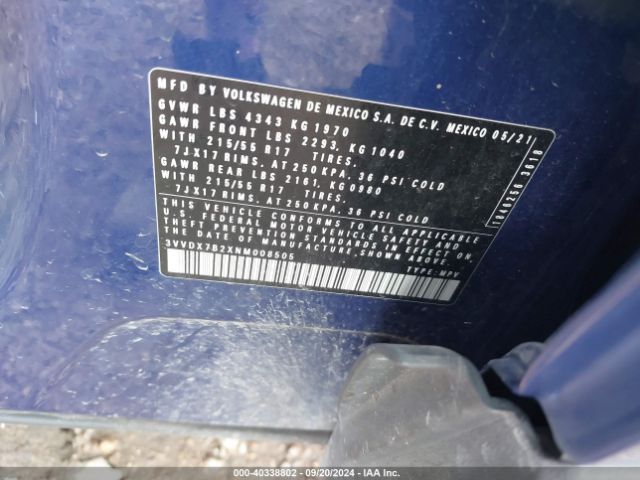 MFD BY VOLKSWAGEN DE MEXICO S.A. DE C.V. MEXICO 05/21
GVWR LBS 4343 KG 1970
GAWR FRONT LBS 2293, KG 1040
WITH 215/55 R17 TIRES,
7JX17 RIMS, AT 250 KPA, 36 PSI COLD
GAWR REAR LBS 2161, KG0980
WITH 215/55 R17 TIRES,
7JX17 RIMS, AT 250 KPA, 36 PSI COLD
THIS VEHICLE CONFORMS TO ALL APPLICABLE
U.S. FEDERAL MOTOR VEHICLE SAFETY AND
THEFT PREVENTION STANDARDS IN EFFECT ON
THE DATE OF MANUFACTURE SHOWN ABOVE.
3VVDX7B2XNM008505
TYPE: MPV
1346256 3618
000-40338802 — 09/20/2024 — IAA Inc.